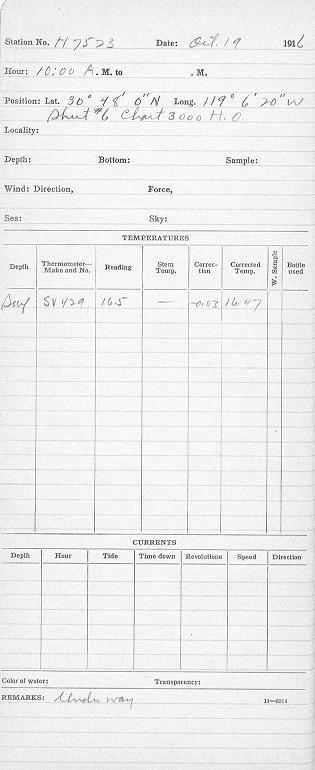 Station No. H 7523 Date: Oct. 19 1916
Hour: 10:00 A. M. to . M.
Position: Lat. 30° 48' 0" N Long. 119° 6' 20" W
Sheet #6 Chart 3000 H.O.
Locality:
Depth: Bottom: Sample:
Wind: Direction, Force,
Sea: Sky:
TEMPERATURES
Depth Thermometer—Make and No. Reading Stem Temp. Correction Corrected Temp. W. Sample Bottle used
Surf SV 429 16.5 — -0.03 16.47
CURRENTS
Depth Hour Tide Time down Revolutions Speed Direction
Color of water: Transparency:
REMARKS: Under way 11—6214